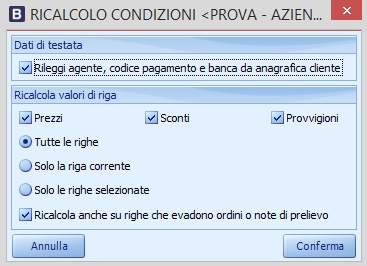 B RICALCOLO CONDIZIONI <PROVA - AZIEN...
Dati di testata
Rileggi agente, codice pagamento e banca da anagrafica cliente
Ricalcola valori di riga
Prezzi Sconti Provvigioni
Tutte le righe
Solo la riga corrente
Solo le righe selezionate
Ricalcola anche su righe che evadono ordini o note di prelievo
Annulla Conferma